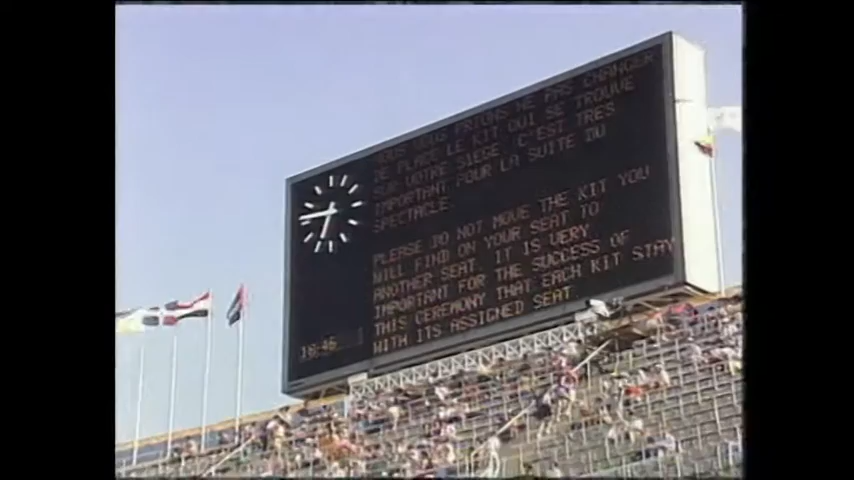 VOUS VOUS PRIONS NE PAS CHANGER
DE PLACE LE KIT QUI SE TROUVE
SUR VOTRE SIEGE. C'EST TRES
IMPORTANT POUR LA SUITE DU
SPECTACLE.
PLEASE DO NOT MOVE THE KIT YOU
WILL FIND ON YOUR SEAT TO
ANOTHER SEAT. IT IS VERY
IMPORTANT FOR THE SUCCESS OF
THIS CEREMONY THAT EACH KIT STAY
WITH ITS ASSIGNED SEAT
18:46